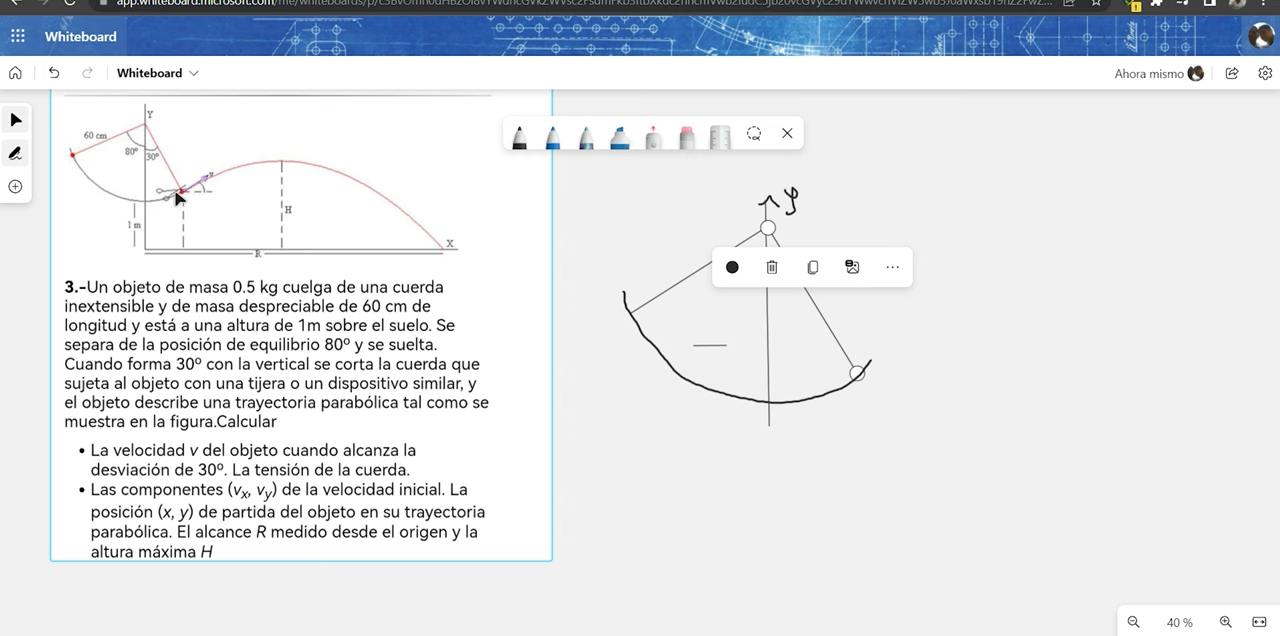 Whiteboard
Whiteboard
Ahora mismo
Y
60 cm
80º
30º
v
H
1 m
R
X
3.-Un objeto de masa 0.5 kg cuelga de una cuerda
inextensible y de masa despreciable de 60 cm de
longitud y está a una altura de 1m sobre el suelo. Se
separa de la posición de equilibrio 80º y se suelta.
Cuando forma 30º con la vertical se corta la cuerda que
sujeta al objeto con una tijera o un dispositivo similar, y
el objeto describe una trayectoria parabólica tal como se
muestra en la figura.Calcular
• La velocidad v del objeto cuando alcanza la
desviación de 30º. La tensión de la cuerda.
• Las componentes (vx, vy) de la velocidad inicial. La
posición (x, y) de partida del objeto en su trayectoria
parabólica. El alcance R medido desde el origen y la
altura máxima H
40 %